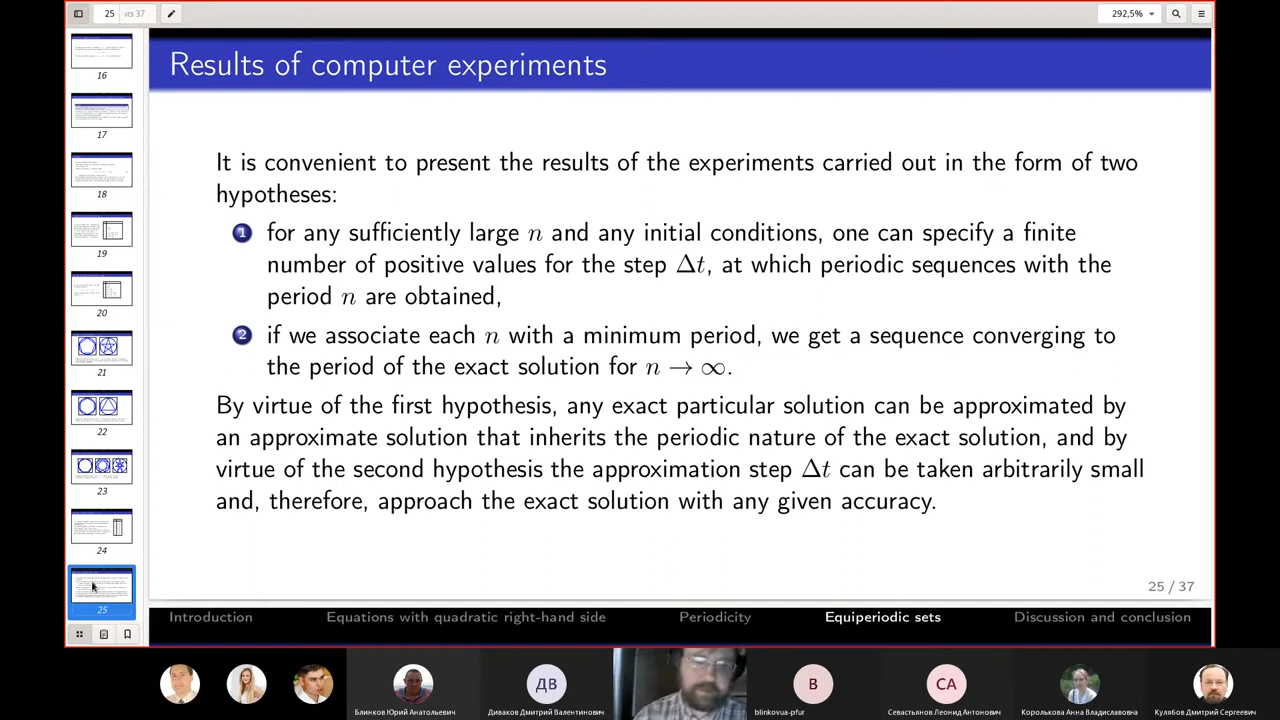 25 из 37
292,5%
16
17
18
19
20
21
22
23
24
25
Results of computer experiments
It is convenient to present the results of the experiments carried out in the form of two
hypotheses:
1 for any sufficiently large n and any initial conditions, one can specify a finite
number of positive values for the step Δt, at which periodic sequences with the
period n are obtained,
2 if we associate each n with a minimum period, we get a sequence converging to
the period of the exact solution for n → ∞.
By virtue of the first hypothesis, any exact particular solution can be approximated by
an approximate solution that inherits the periodic nature of the exact solution, and by
virtue of the second hypothesis the approximation step Δt can be taken arbitrarily small
and, therefore, approach the exact solution with any given accuracy.
25 / 37
Introduction Equations with quadratic right-hand side Periodicity Equiperiodic sets Discussion and conclusion
ДВ B СА
Блинков Юрий Анатольевич Диваков Дмитрий Валентинович blinkovua-pfur Севастьянов Леонид Антонович Королькова Анна Владиславовна Кулябов Дмитрий Сергеевич